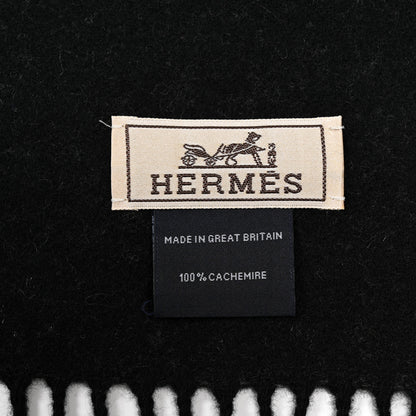 HERMÈS
MADE IN GREAT BRITAIN
100% CACHEMIRE